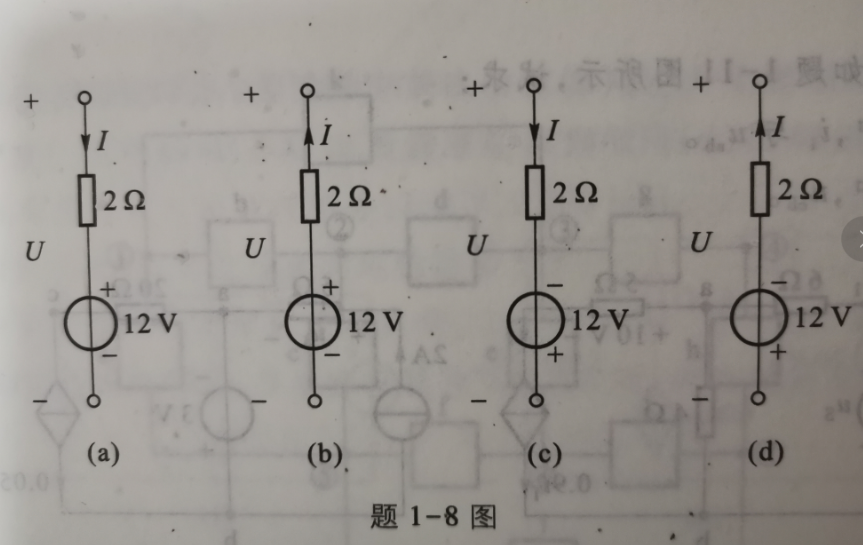 + + + +
I I I I
2 Ω 2 Ω 2 Ω 2 Ω
U U U U
+ + − −
12 V 12 V 12 V 12 V
− − + +
− − − −
(a) (b) (c) (d)
题 1-8 图